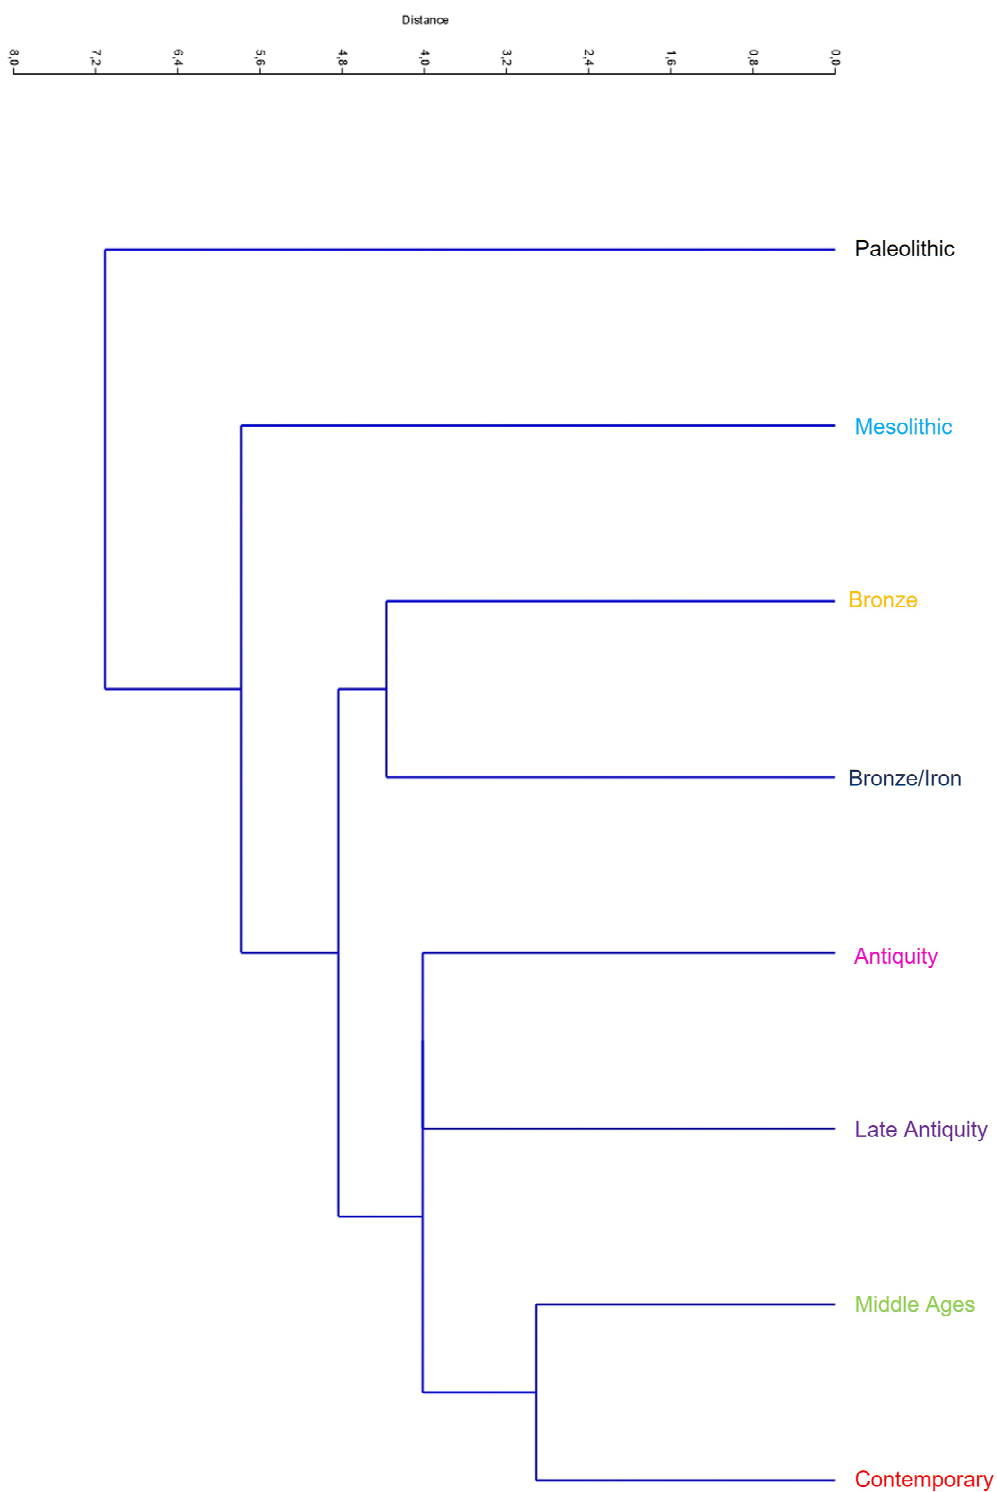 Distance
8,0 7,2 6,4 5,6 4,8 4,0 3,2 2,4 1,6 0,8 0,0
Paleolithic
Mesolithic
Bronze
Bronze/Iron
Antiquity
Late Antiquity
Middle Ages
Contemporary